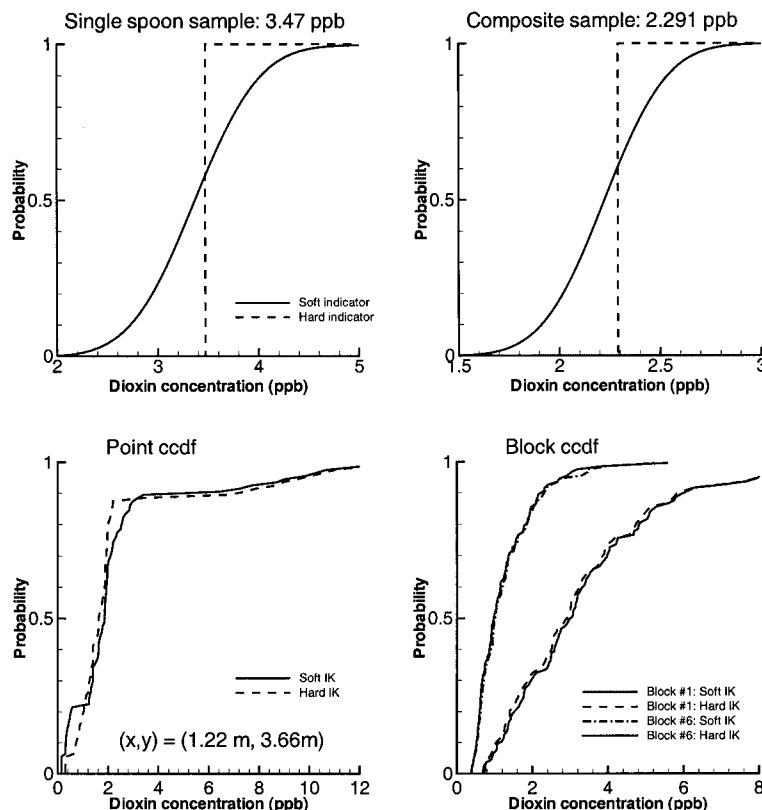 Single spoon sample: 3.47 ppb
1
0.5
0
Probability
2
3
4
5
Dioxin concentration (ppb)
Soft indicator
Hard indicator
Composite sample: 2.291 ppb
1
0.5
0
Probability
1.5
2
2.5
3
Dioxin concentration (ppb)
Point ccdf
1
0.5
0
Probability
Soft IK
Hard IK
(x,y) = (1.22 m, 3.66m)
0
2
4
6
8
10
12
Dioxin concentration (ppb)
Block ccdf
1
0.5
0
Probability
Block #1: Soft IK
Block #1: Hard IK
Block #6: Soft IK
Block #6: Hard IK
0
2
4
6
8
Dioxin concentration (ppb)